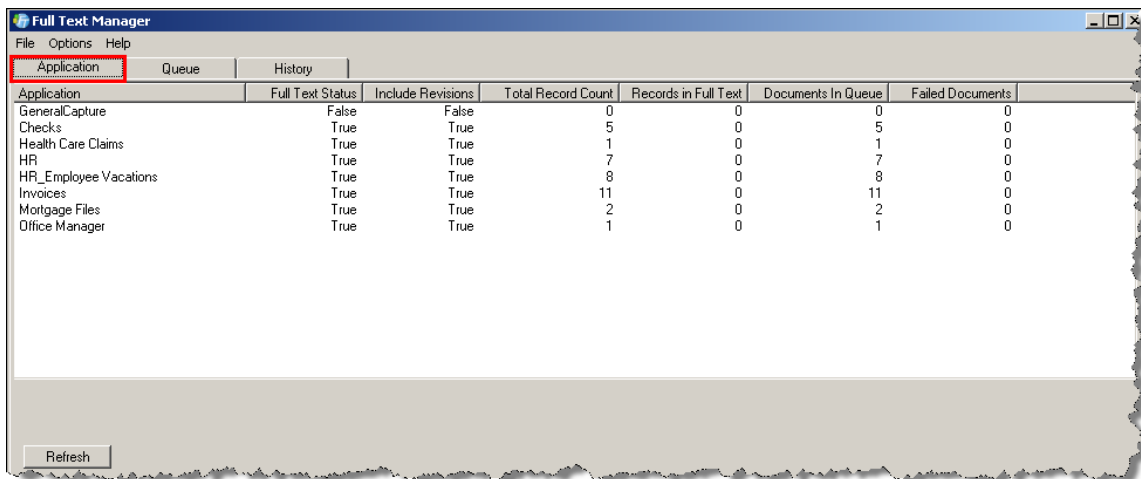 Full Text Manager
File Options Help
Application Queue History
Application Full Text Status Include Revisions Total Record Count Records in Full Text Documents In Queue Failed Documents
GeneralCapture False False 0 0 0 0
Checks True True 5 0 5 0
Health Care Claims True True 1 0 1 0
HR True True 7 0 7 0
HR_Employee Vacations True True 8 0 8 0
Invoices True True 11 0 11 0
Mortgage Files True True 2 0 2 0
Office Manager True True 1 0 1 0
Refresh